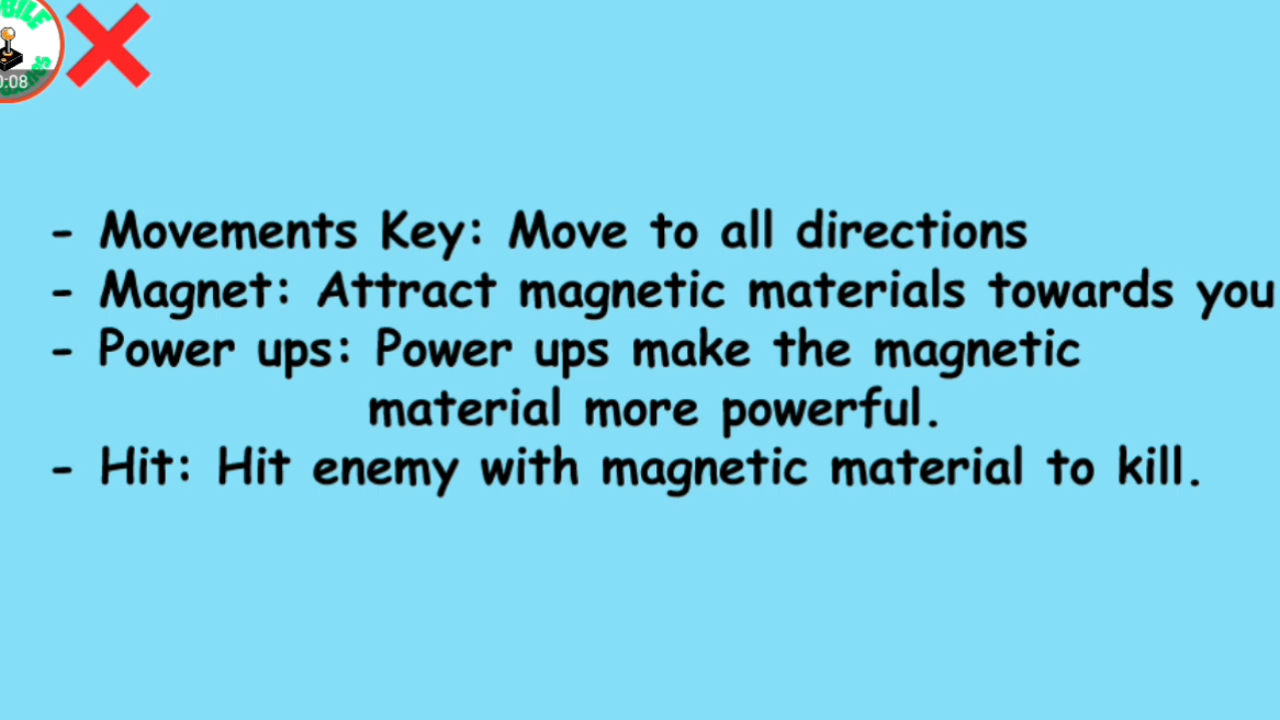 BILE
0:08
- Movements Key: Move to all directions
- Magnet: Attract magnetic materials towards you
- Power ups: Power ups make the magnetic
material more powerful.
- Hit: Hit enemy with magnetic material to kill.